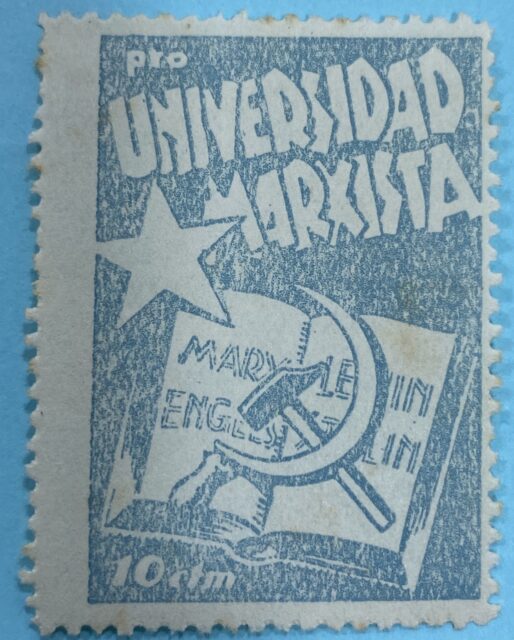 pro
UNIVERSIDAD
MARXISTA
MARX LENIN
ENGELS STALIN
10 ctm